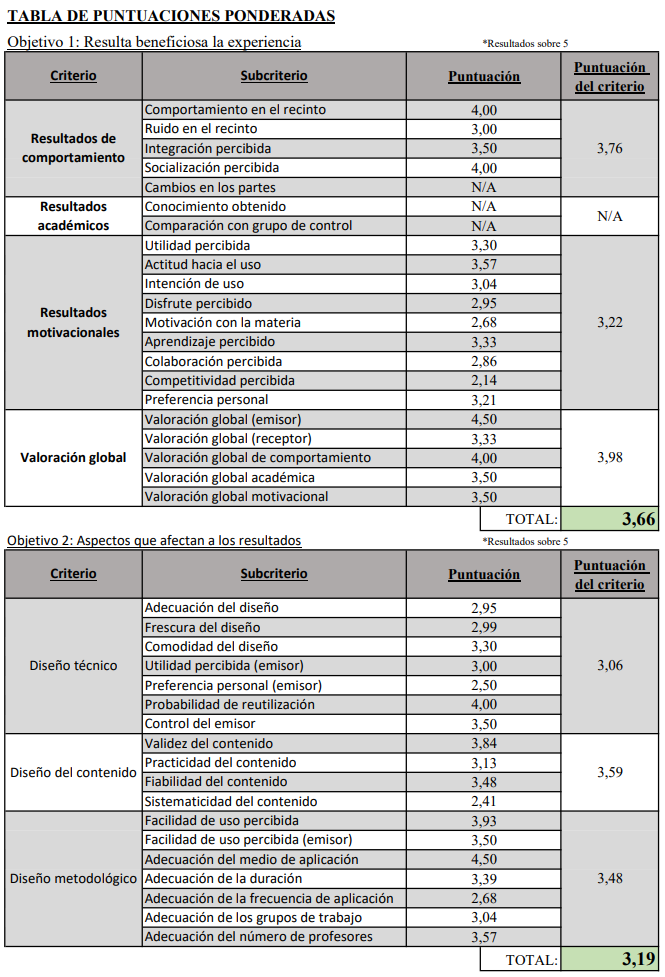 TABLA DE PUNTUACIONES PONDERADAS
Objetivo 1: Resulta beneficiosa la experiencia *Resultados sobre 5
Criterio Subcriterio Puntuación Puntuación del criterio
Resultados de comportamiento Comportamiento en el recinto 4,00 3,76
Ruido en el recinto 3,00
Integración percibida 3,50
Socialización percibida 4,00
Cambios en los partes N/A
Resultados académicos Conocimiento obtenido N/A N/A
Comparación con grupo de control N/A
Resultados motivacionales Utilidad percibida 3,30 3,22
Actitud hacia el uso 3,57
Intención de uso 3,04
Disfrute percibido 2,95
Motivación con la materia 2,68
Aprendizaje percibido 3,33
Colaboración percibida 2,86
Competitividad percibida 2,14
Preferencia personal 3,21
Valoración global Valoración global (emisor) 4,50 3,98
Valoración global (receptor) 3,33
Valoración global de comportamiento 4,00
Valoración global académica 3,50
Valoración global motivacional 3,50
TOTAL: 3,66
Objetivo 2: Aspectos que afectan a los resultados *Resultados sobre 5
Criterio Subcriterio Puntuación Puntuación del criterio
Diseño técnico Adecuación del diseño 2,95 3,06
Frescura del diseño 2,99
Comodidad del diseño 3,30
Utilidad percibida (emisor) 3,00
Preferencia personal (emisor) 2,50
Probabilidad de reutilización 4,00
Control del emisor 3,50
Diseño del contenido Validez del contenido 3,84 3,59
Practicidad del contenido 3,13
Fiabilidad del contenido 3,48
Sistematicidad del contenido 2,41
Diseño metodológico Facilidad de uso percibida 3,93 3,48
Facilidad de uso percibida (emisor) 3,50
Adecuación del medio de aplicación 4,50
Adecuación de la duración 3,39
Adecuación de la frecuencia de aplicación 2,68
Adecuación de los grupos de trabajo 3,04
Adecuación del número de profesores 3,57
TOTAL: 3,19